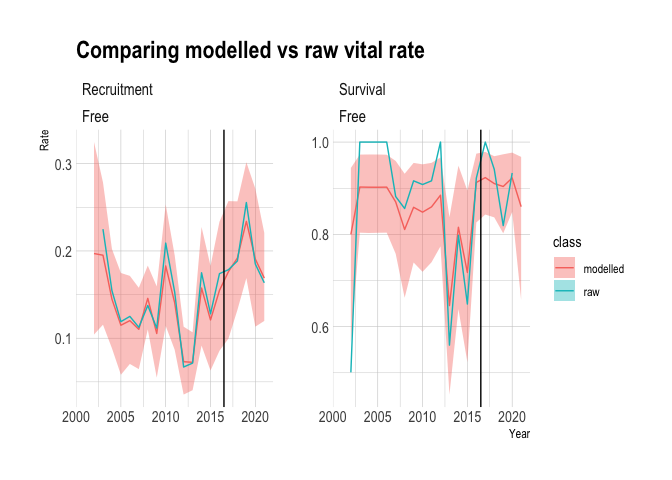 Comparing modelled vs raw vital rate
Recruitment
Survival
Free
Free
Rate
0.3
0.2
0.1
1.0
0.8
0.6
2000 2005 2010 2015 2020
2000 2005 2010 2015 2020
Year
class
modelled
raw